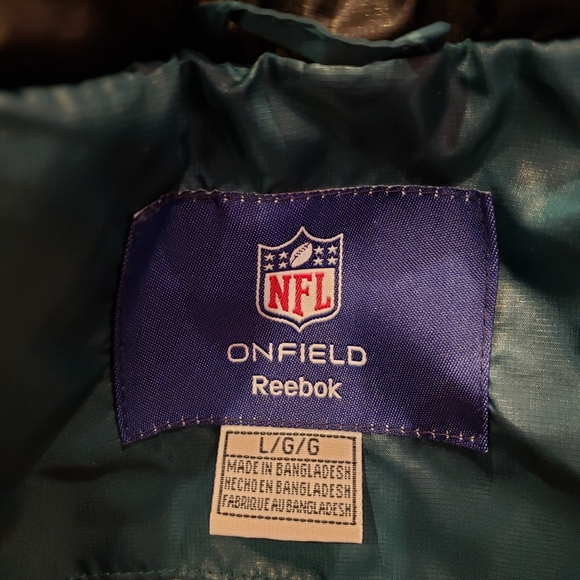 NFL
ONFIELD
Reebok
L/G/G
MADE IN BANGLADESH
HECHO EN BANGLADESH
FABRIQUE AU BANGLADESH